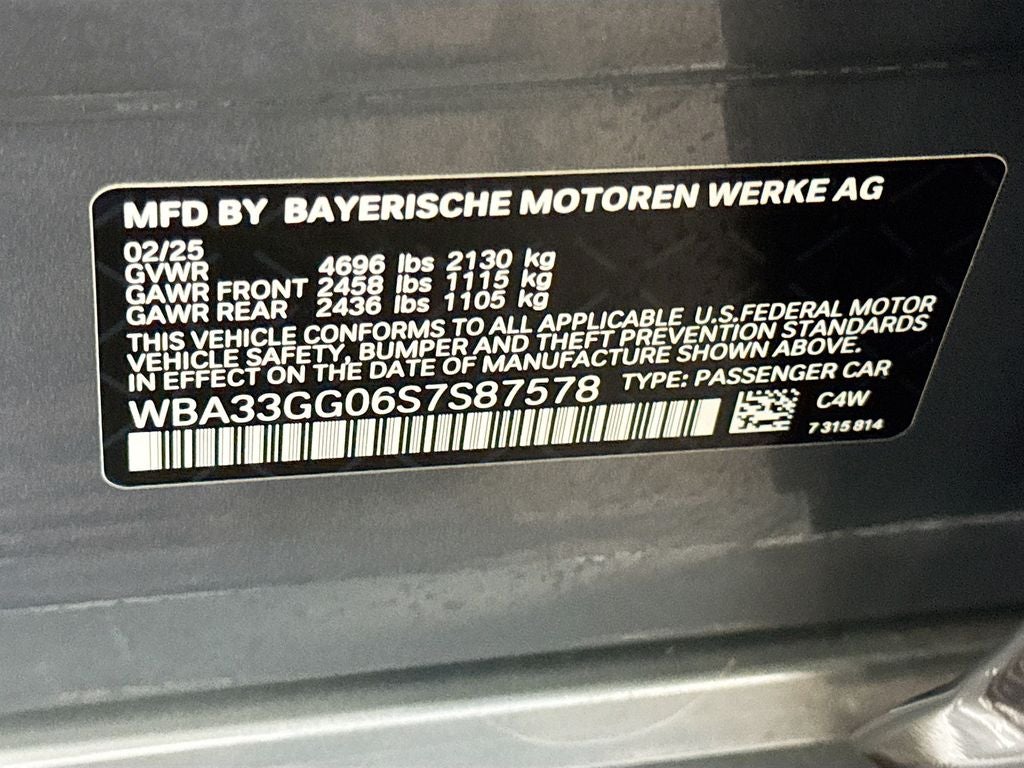 MFD BY BAYERISCHE MOTOREN WERKE AG
02/25
GVWR 4696 lbs 2130 kg
GAWR FRONT 2458 lbs 1115 kg
GAWR REAR 2436 lbs 1105 kg
THIS VEHICLE CONFORMS TO ALL APPLICABLE U.S.FEDERAL MOTOR
VEHICLE SAFETY, BUMPER AND THEFT PREVENTION STANDARDS
IN EFFECT ON THE DATE OF MANUFACTURE SHOWN ABOVE.
WBA33GG06S7S87578 TYPE: PASSENGER CAR
C4W
7 315 814